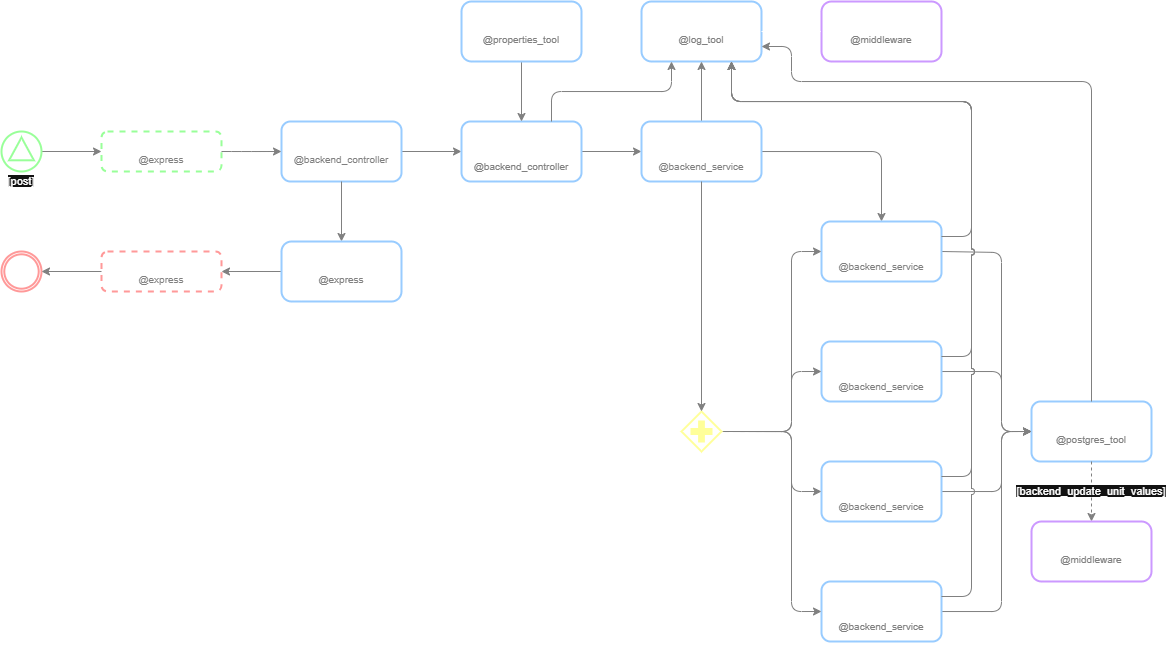 @properties_tool
@log_tool
@middleware
@express
@backend_controller
@backend_controller
@backend_service
[post]
@express
@express
@backend_service
@backend_service
@postgres_tool
[backend_update_unit_values]
@backend_service
@middleware
@backend_service